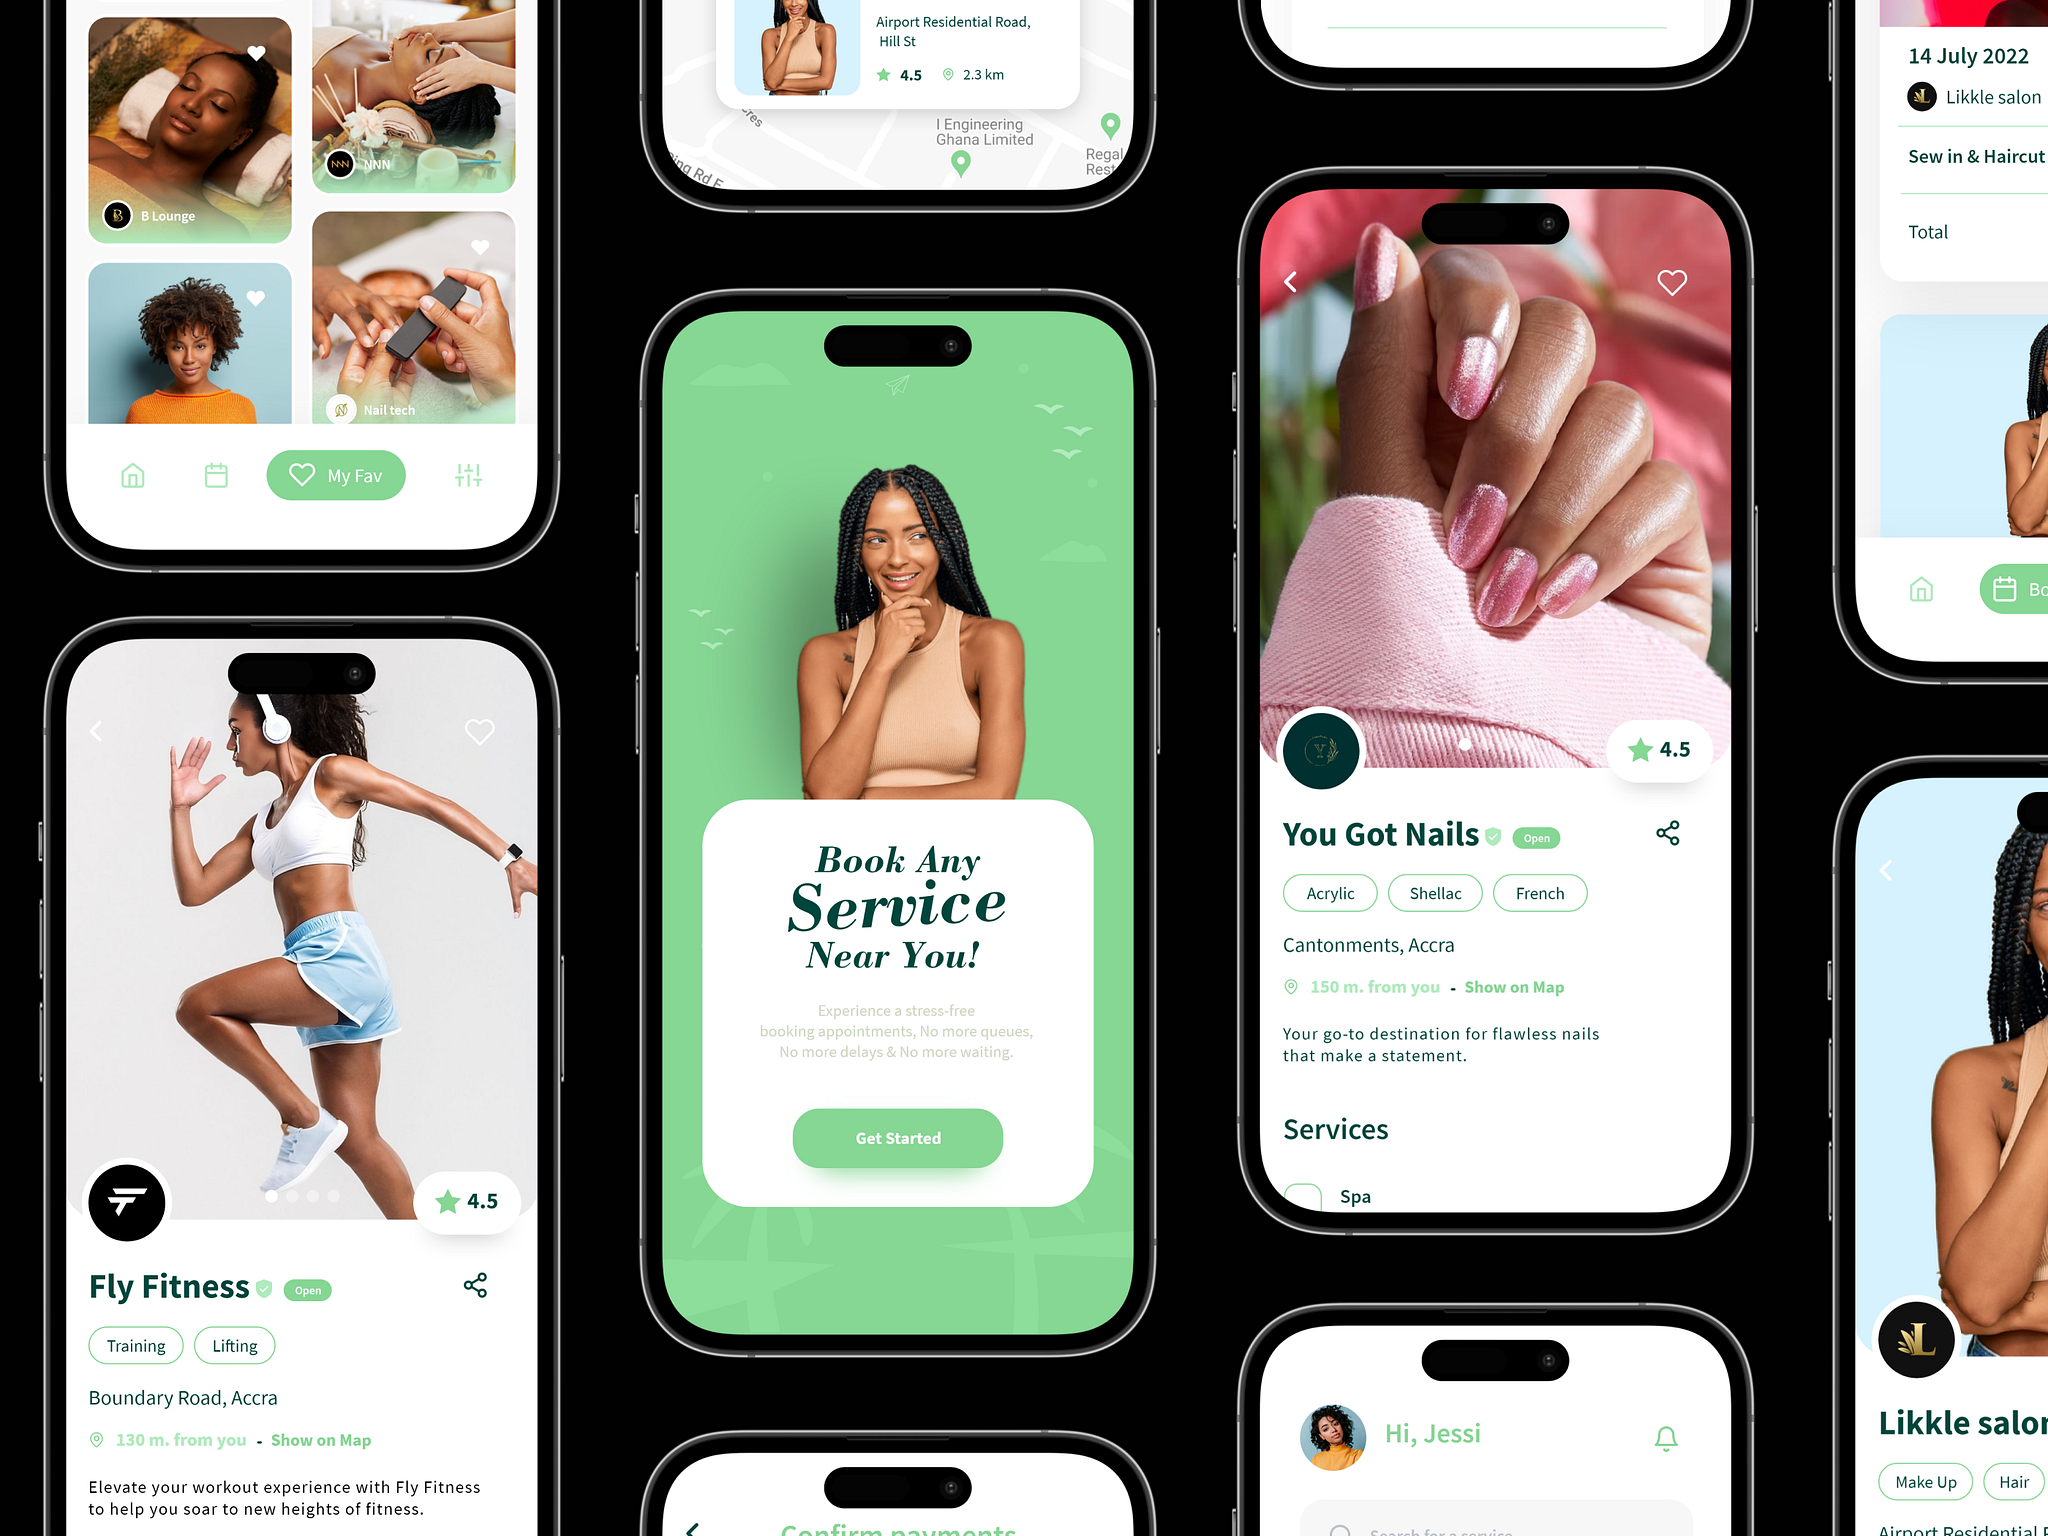 NNN
B Lounge
Nail tech
My Fav
4.5
Fly Fitness
Open
Training
Lifting
Boundary Road, Accra
130 m. from you - Show on Map
Elevate your workout experience with Fly Fitness
to help you soar to new heights of fitness.
Airport Residential Road,
Hill St
4.5
2.3 km
I Engineering
Ghana Limited
Regal
Rest
Rd
Book Any
Service
Near You!
Experience a stress-free
booking appointments, No more queues,
No more delays & No more waiting.
Get Started
Confirm payments
4.5
You Got Nails
Open
Acrylic
Shellac
French
Cantonments, Accra
150 m. from you - Show on Map
Your go-to destination for flawless nails
that make a statement.
Services
Spa
Hi, Jessi
Search for a service
14 July 2022
Likkle salon
Sew in & Haircut
Total
Bo
L
Likkle salon
Make Up
Hair
Airport Residential